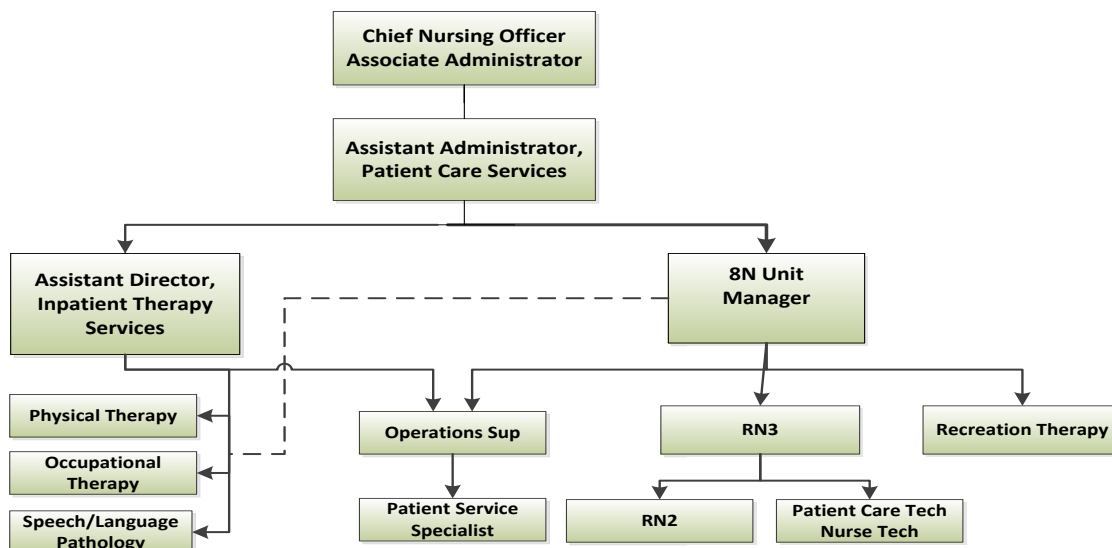 Chief Nursing Officer
Associate Administrator
Assistant Administrator,
Patient Care Services
Assistant Director,
Inpatient Therapy
Services
8N Unit
Manager
Physical Therapy
Operations Sup
RN3
Recreation Therapy
Occupational
Therapy
Patient Service
Specialist
RN2
Patient Care Tech
Nurse Tech
Speech/Language
Pathology